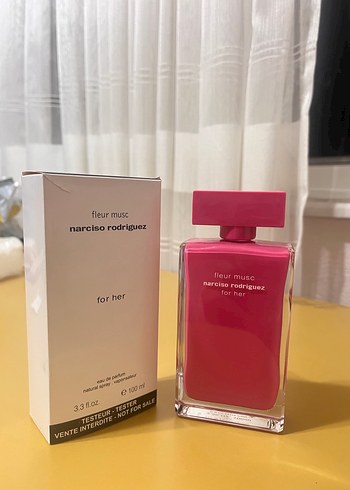 fleur musc
narciso rodriguez
for her
eau de parfum
natural spray · vaporisateur
3.3 fl.oz. e 100 ml
TESTEUR - TESTER
VENTE INTERDITE - NOT FOR SALE
fleur musc
narciso rodriguez
for her